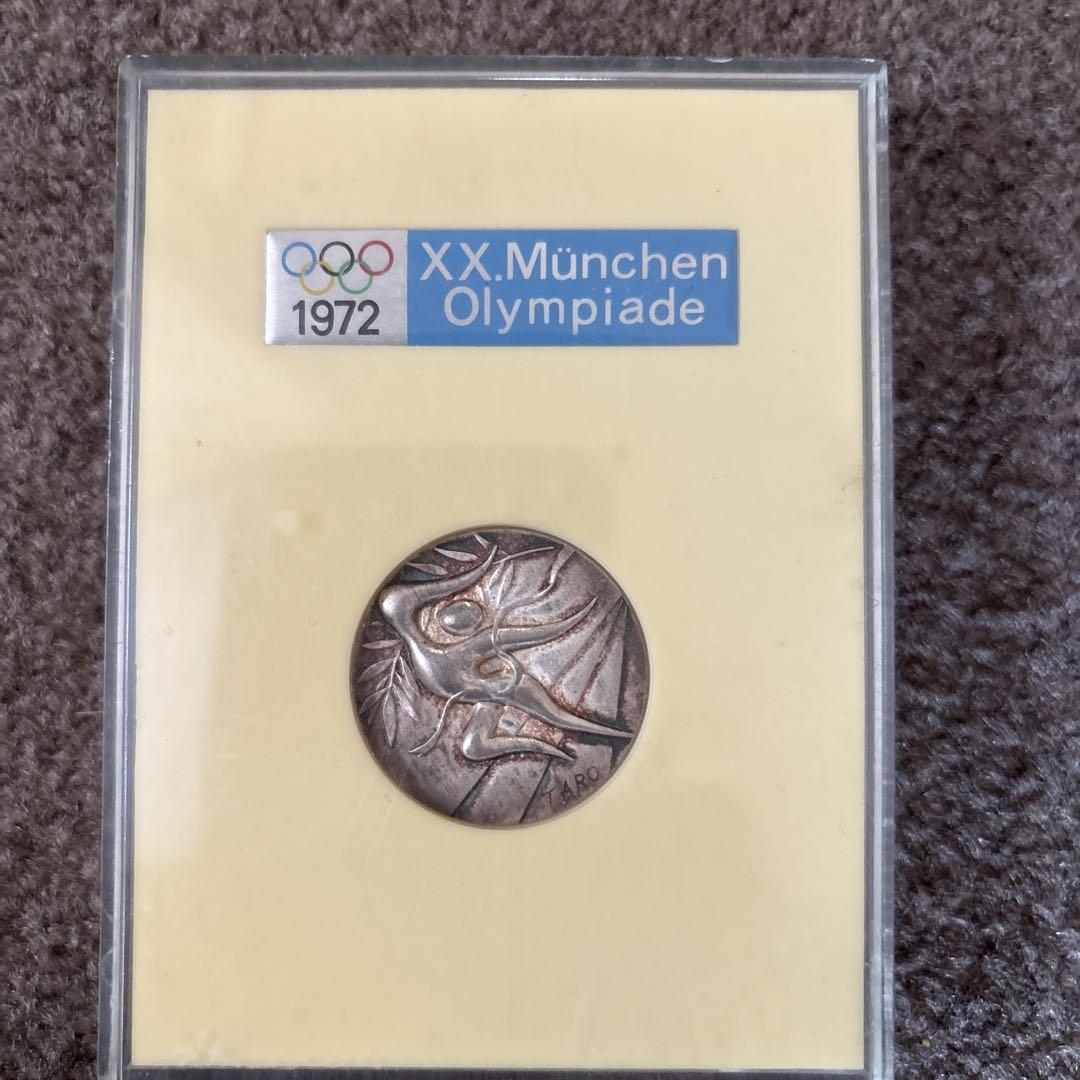 1972
XX.München
Olympiade
TARO